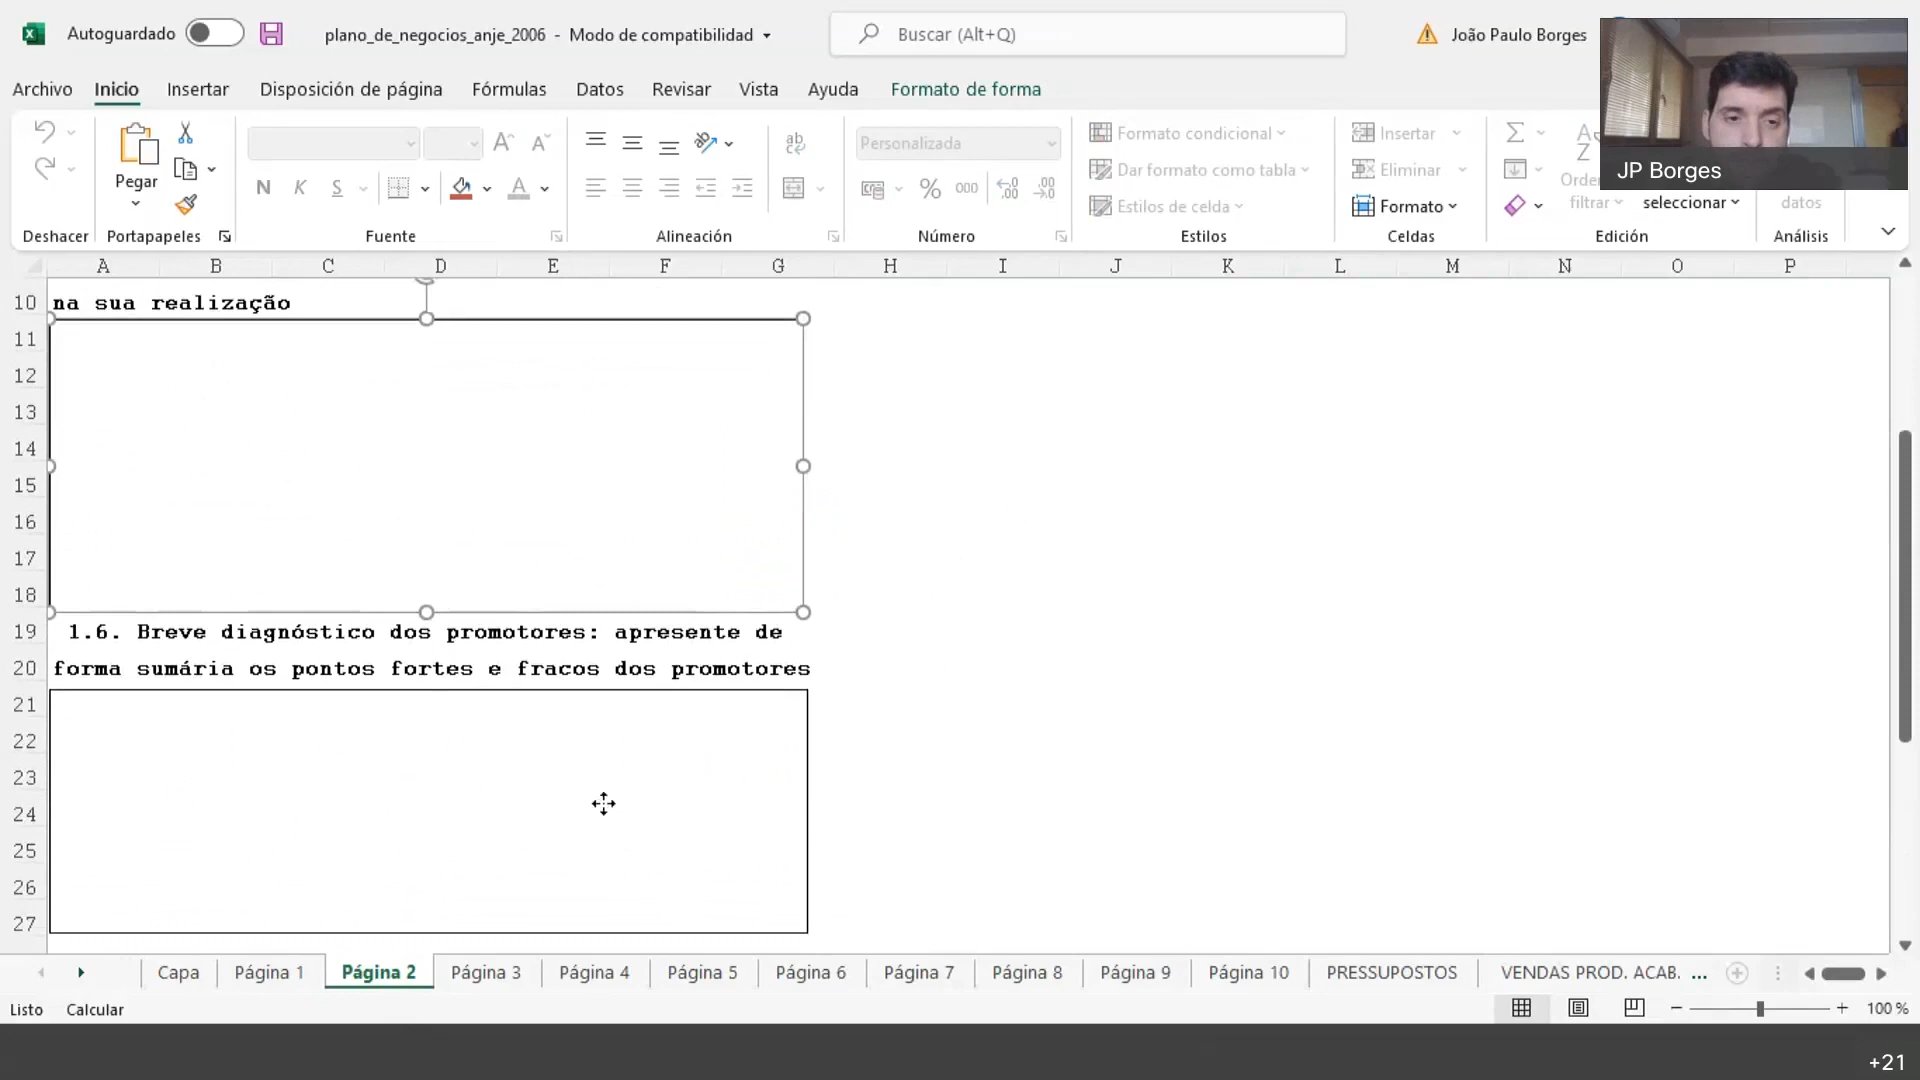 Autoguardado
plano_de_negocios_anje_2006 - Modo de compatibilidad
Buscar (Alt+Q)
João Paulo Borges
Archivo Inicio Insertar Disposición de página Fórmulas Datos Revisar Vista Ayuda Formato de forma
Pegar
N K S
A A
ab
Personalizada
% 000
Formato condicional
Dar formato como tabla
Estilos de celda
Insertar
Eliminar
Formato
filtrar
seleccionar
datos
JP Borges
Deshacer Portapapeles Fuente Alineación Número Estilos Celdas Edición Análisis
A B C D E F G H I J K L M N O P
10 na sua realização
11
12
13
14
15
16
17
18
19 1.6. Breve diagnóstico dos promotores: apresente de
20 forma sumária os pontos fortes e fracos dos promotores
21
22
23
24
25
26
27
Capa Página 1 Página 2 Página 3 Página 4 Página 5 Página 6 Página 7 Página 8 Página 9 Página 10 PRESSUPOSTOS VENDAS PROD. ACAB. ...
Listo Calcular
100 %
+21